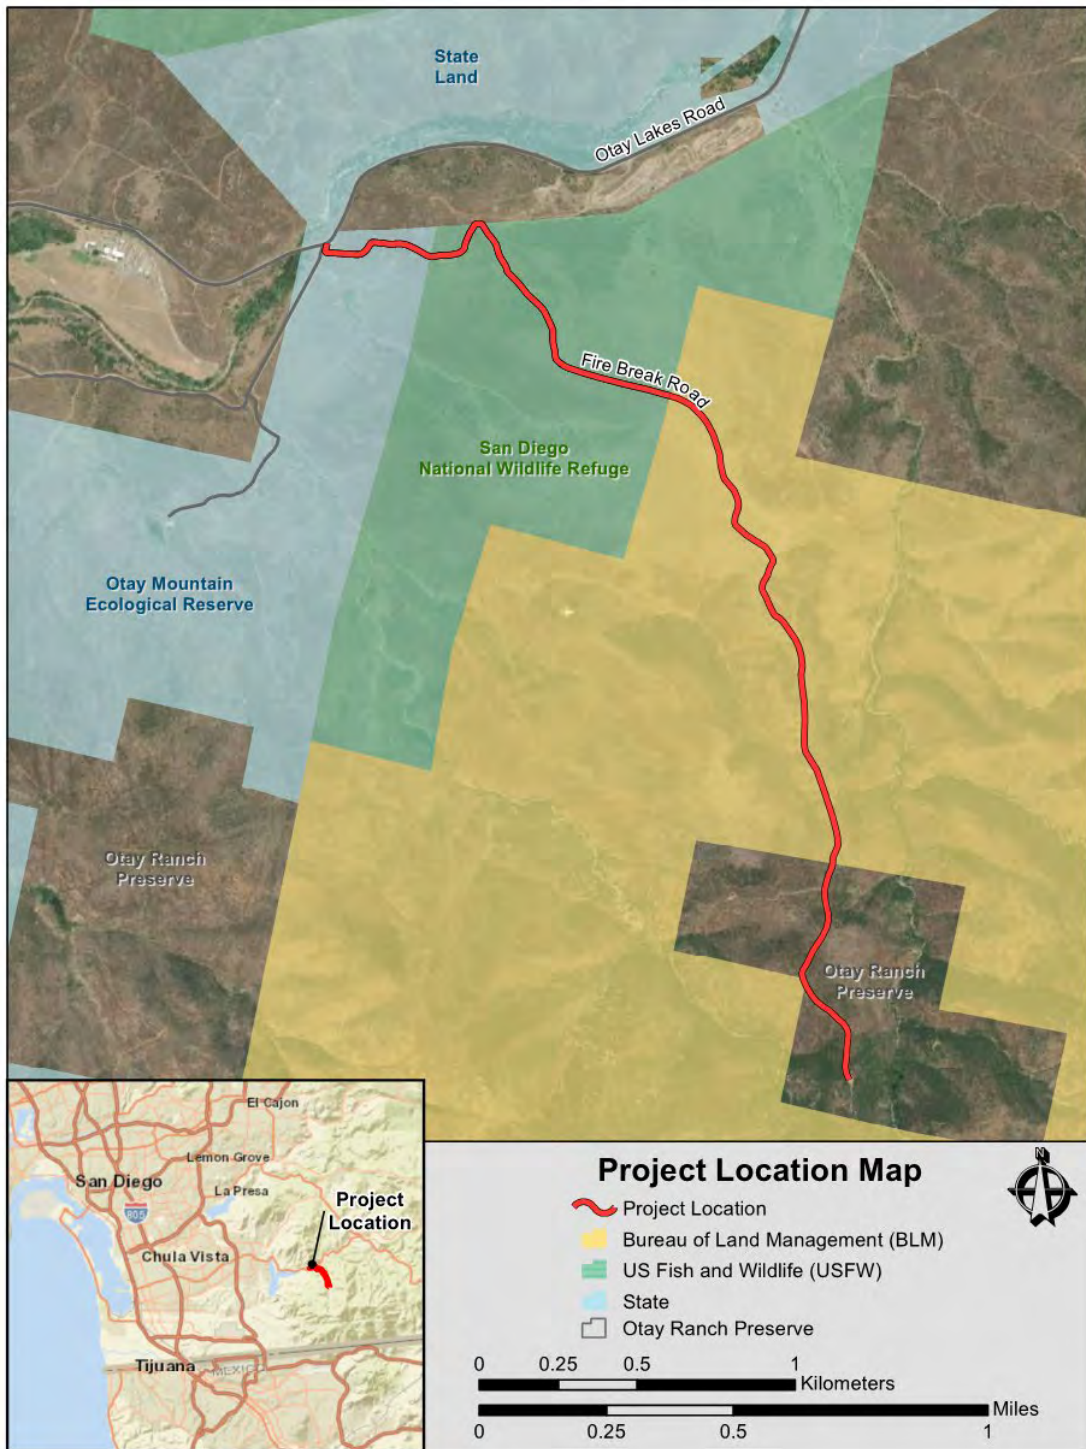 State
Land
Otay Lakes Road
Fire Break Road
San Diego
National Wildlife Refuge
Otay Mountain
Ecological Reserve
Otay Ranch
Preserve
Otay Ranch
Preserve
El Cajon
Lemon Grove
San Diego
La Presa
805
Project
Location
Chula Vista
Tijuana
MEXICO
Project Location Map
N
Project Location
Bureau of Land Management (BLM)
US Fish and Wildlife (USFW)
State
Otay Ranch Preserve
0 0.25 0.5 1
Kilometers
Miles
0 0.25 0.5 1